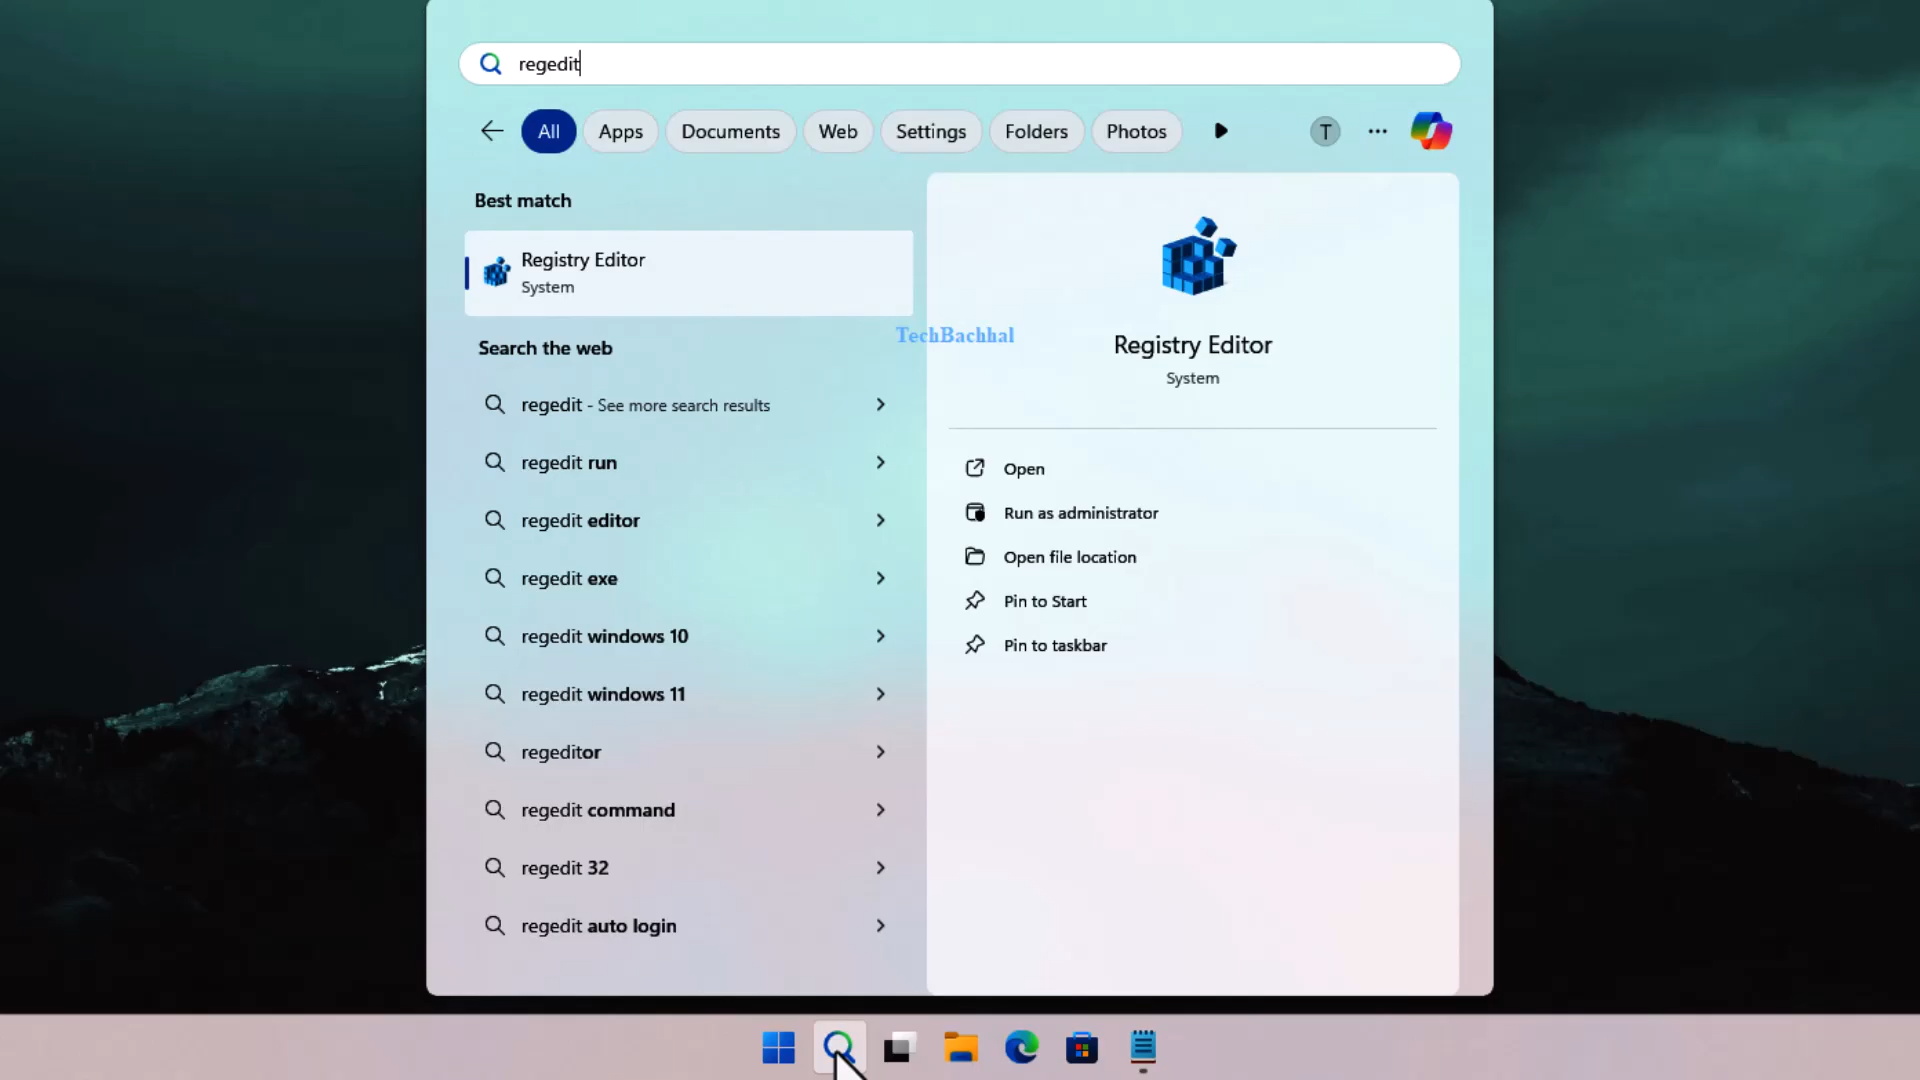 regedit
All
Apps
Documents
Web
Settings
Folders
Photos
T
Best match
Registry Editor
System
Search the web
regedit - See more search results
regedit run
regedit editor
regedit exe
regedit windows 10
regedit windows 11
regeditor
regedit command
regedit 32
regedit auto login
TechBachhal
Registry Editor
System
Open
Run as administrator
Open file location
Pin to Start
Pin to taskbar